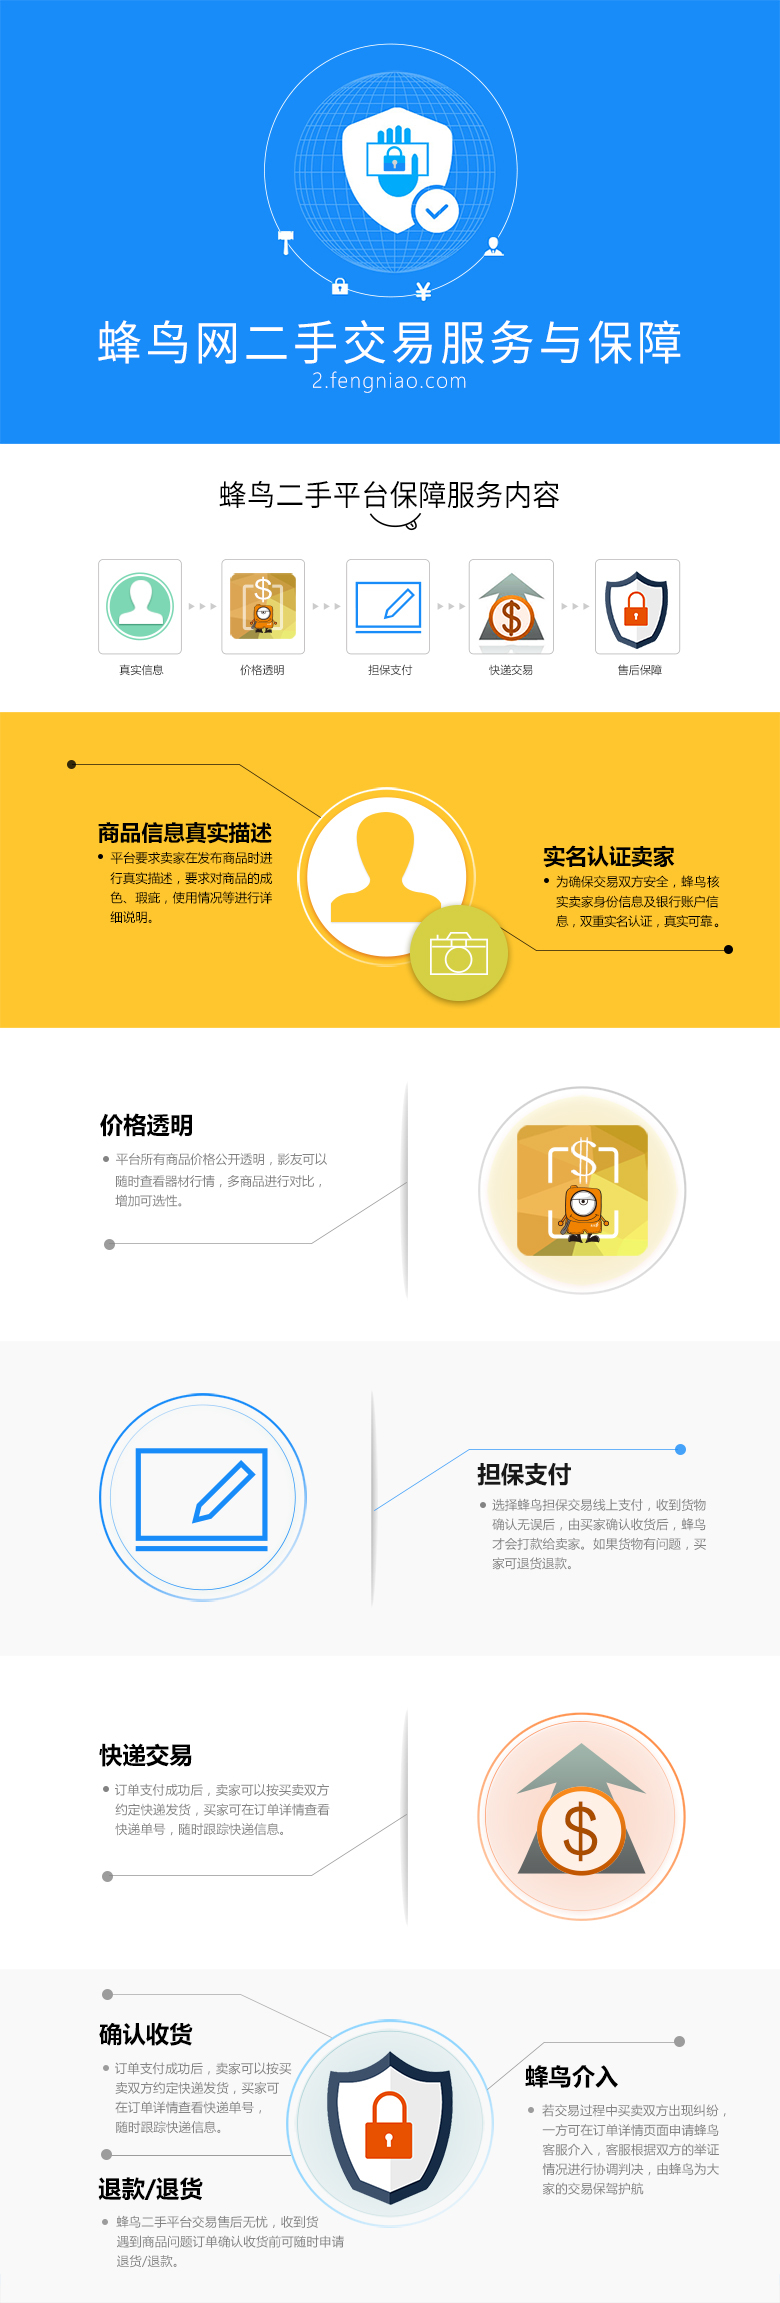 蜂鸟网二手交易服务与保障
2.fengniao.com
蜂鸟二手平台保障服务内容
真实信息
价格透明
担保支付
快递交易
售后保障
商品信息真实描述
平台要求卖家在发布商品时进
行真实描述，要求对商品的成
色、瑕疵，使用情况等进行详
细说明。
实名认证卖家
为确保交易双方安全，蜂鸟核
实卖家身份信息及银行账户信
息，双重实名认证，真实可靠。
价格透明
平台所有商品价格公开透明，影友可以
随时查看器材行情，多商品进行对比，
增加可选性。
担保支付
选择蜂鸟担保交易线上支付，收到货物
确认无误后，由买家确认收货后，蜂鸟
才会打款给卖家。如果货物有问题，买
家可退货退款。
快递交易
订单支付成功后，卖家可以按买卖双方
约定快递发货，买家可在订单详情查看
快递单号，随时跟踪快递信息。
确认收货
订单支付成功后，卖家可以按买
卖双方约定快递发货，买家可
在订单详情查看快递单号，
随时跟踪快递信息。
退款/退货
蜂鸟二手平台交易售后无忧，收到货
遇到商品问题订单确认收货前可随时申请
退货/退款。
蜂鸟介入
若交易过程中买卖双方出现纠纷，
一方可在订单详情页面申请蜂鸟
客服介入，客服根据双方的举证
情况进行协调判决，由蜂鸟为大
家的交易保驾护航